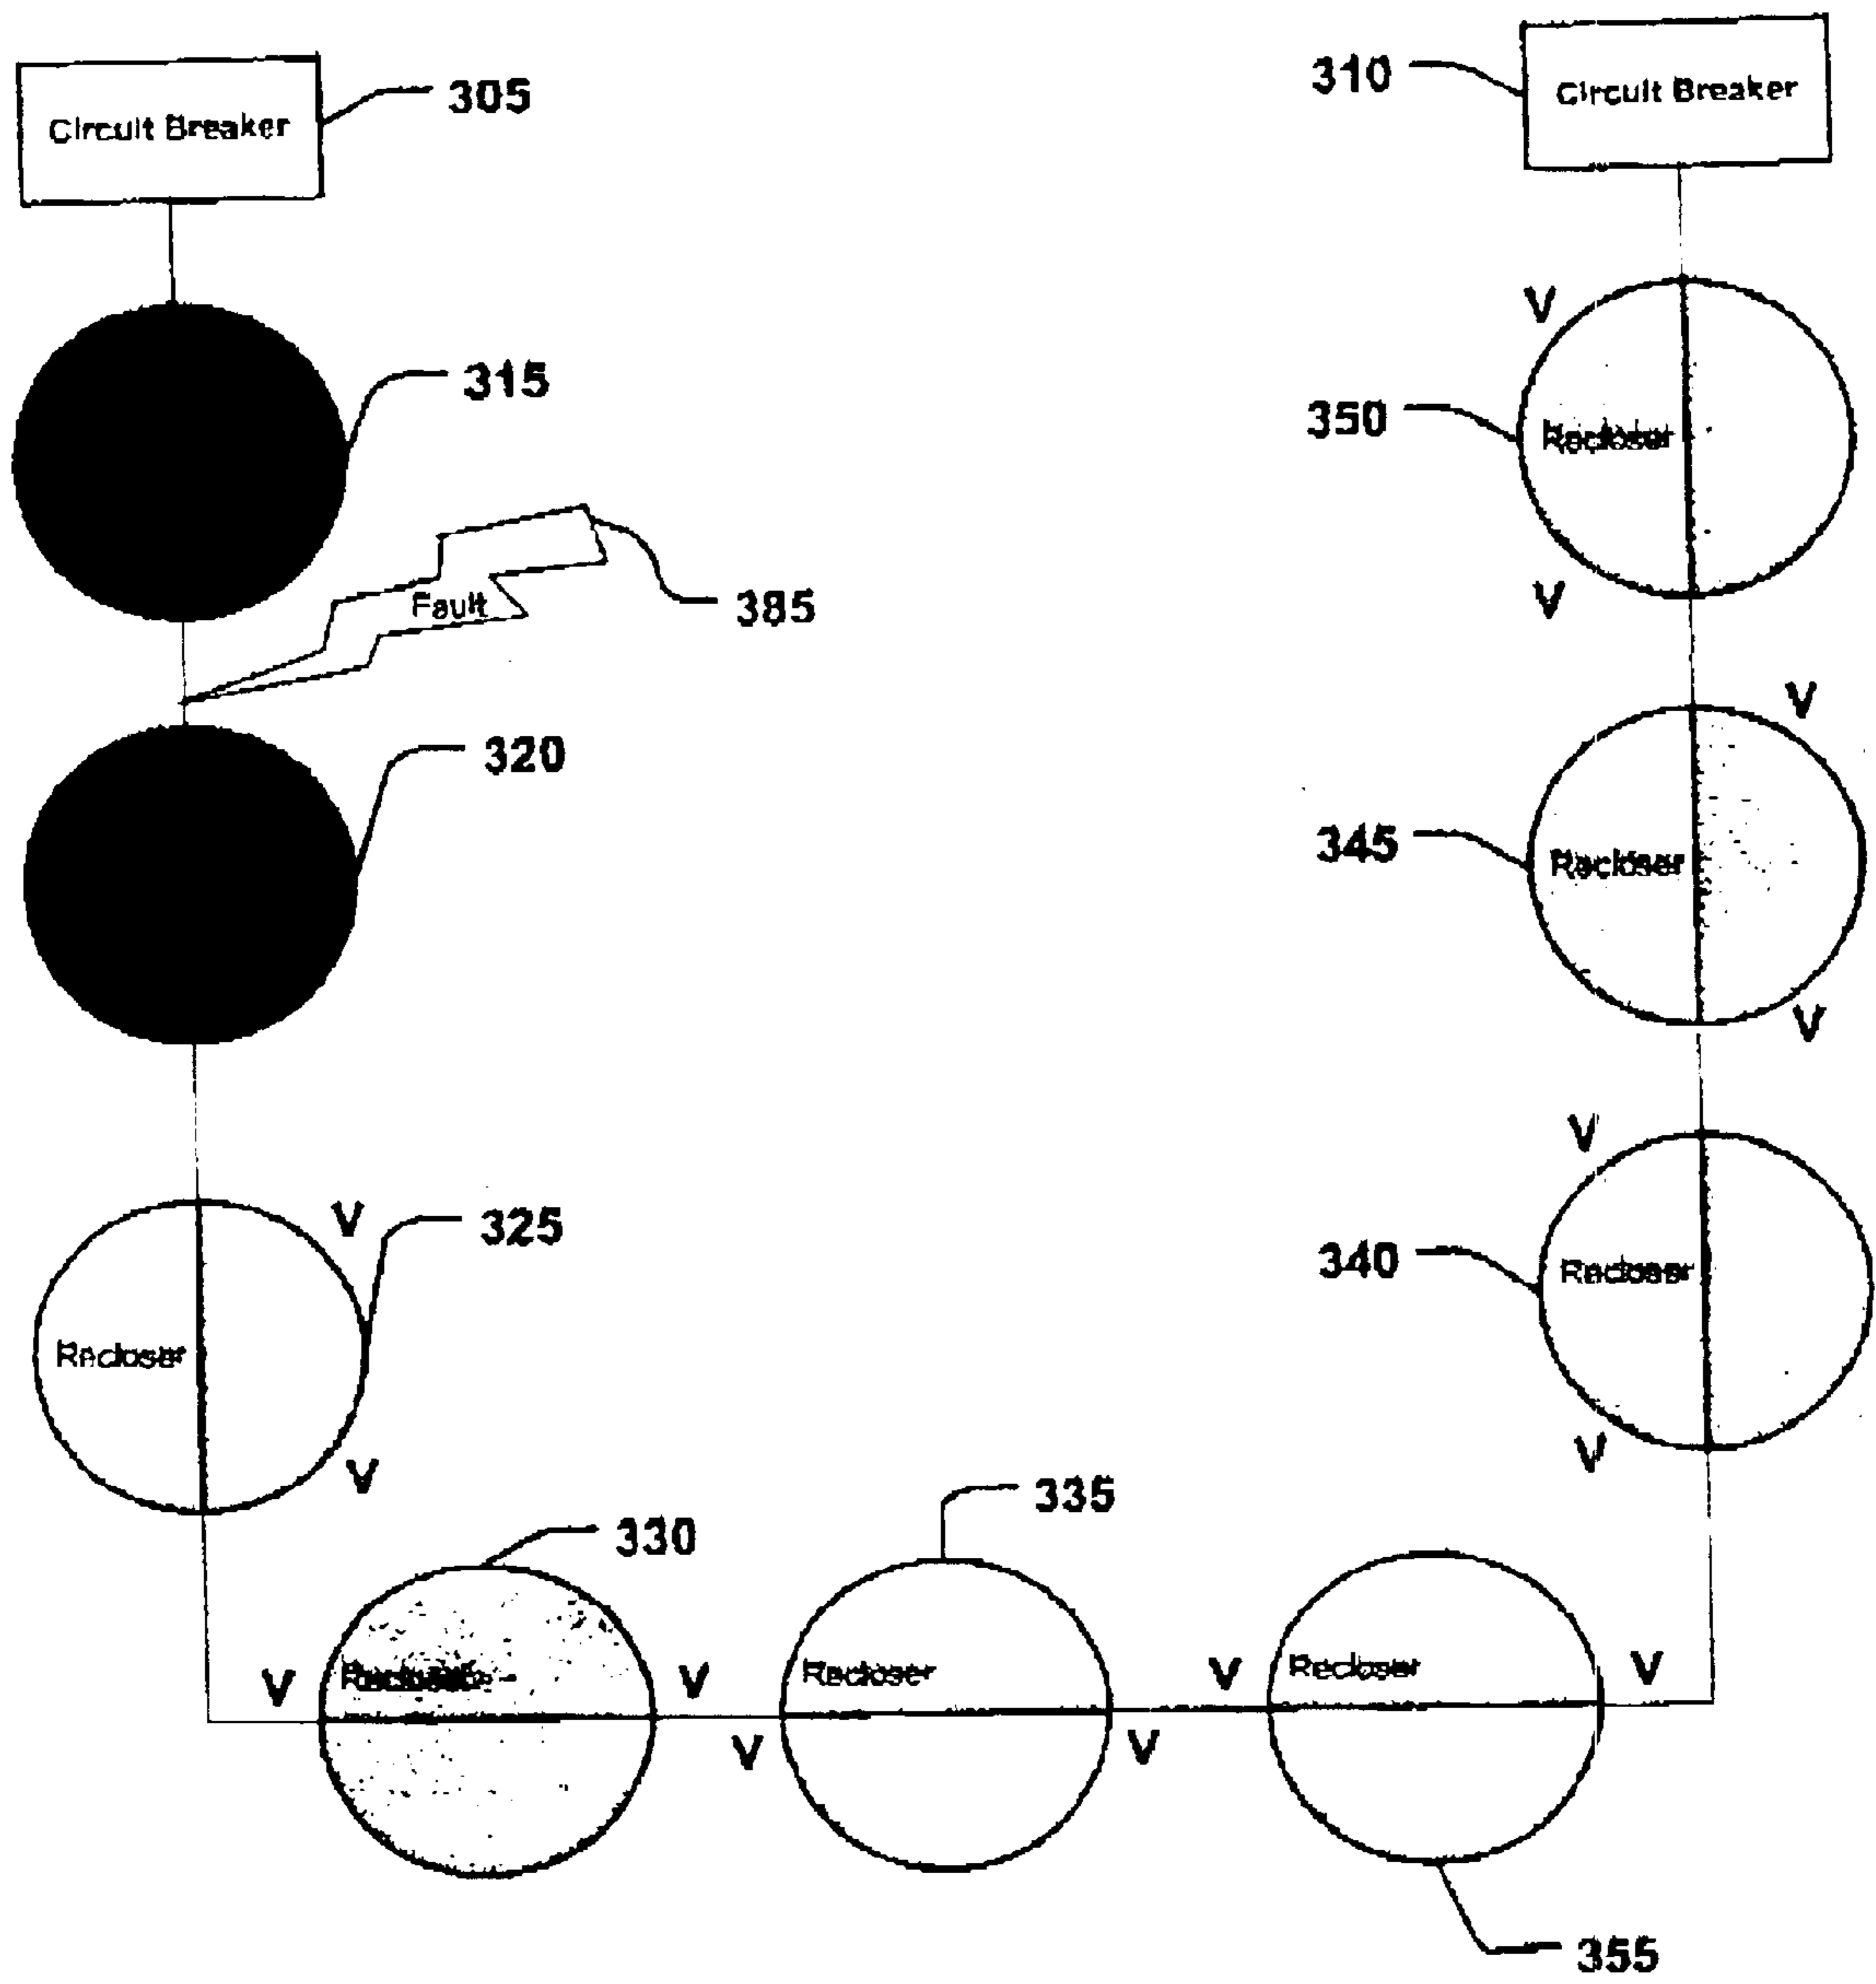 Circuit Breaker
305
310
Circuit Breaker
315
V
350
Recloser
V
Fault
385
320
V
345
Recloser
V
V
325
V
340
Recloser
V
Recloser
V
330
335
V
V
Recloser
V
Recloser
V
V
V
355